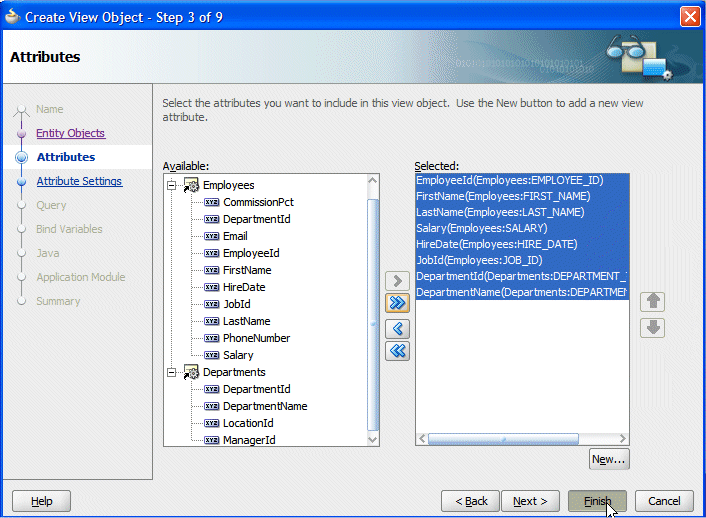 Create View Object - Step 3 of 9
Attributes
Name
Entity Objects
Attributes
Attribute Settings
Query
Bind Variables
Java
Application Module
Summary
Select the attributes you want to include in this view object. Use the New button to add a new view
attribute.
Available:
Employees
CommissionPct
DepartmentId
Email
EmployeeId
FirstName
HireDate
JobId
LastName
PhoneNumber
Salary
Departments
DepartmentId
DepartmentName
LocationId
ManagerId
Selected:
EmployeeId(Employees:EMPLOYEE_ID)
FirstName(Employees:FIRST_NAME)
LastName(Employees:LAST_NAME)
Salary(Employees:SALARY)
HireDate(Employees:HIRE_DATE)
JobId(Employees:JOB_ID)
DepartmentId(Departments:DEPARTMENT_
DepartmentName(Departments:DEPARTME
New...
Help
< Back
Next >
Finish
Cancel